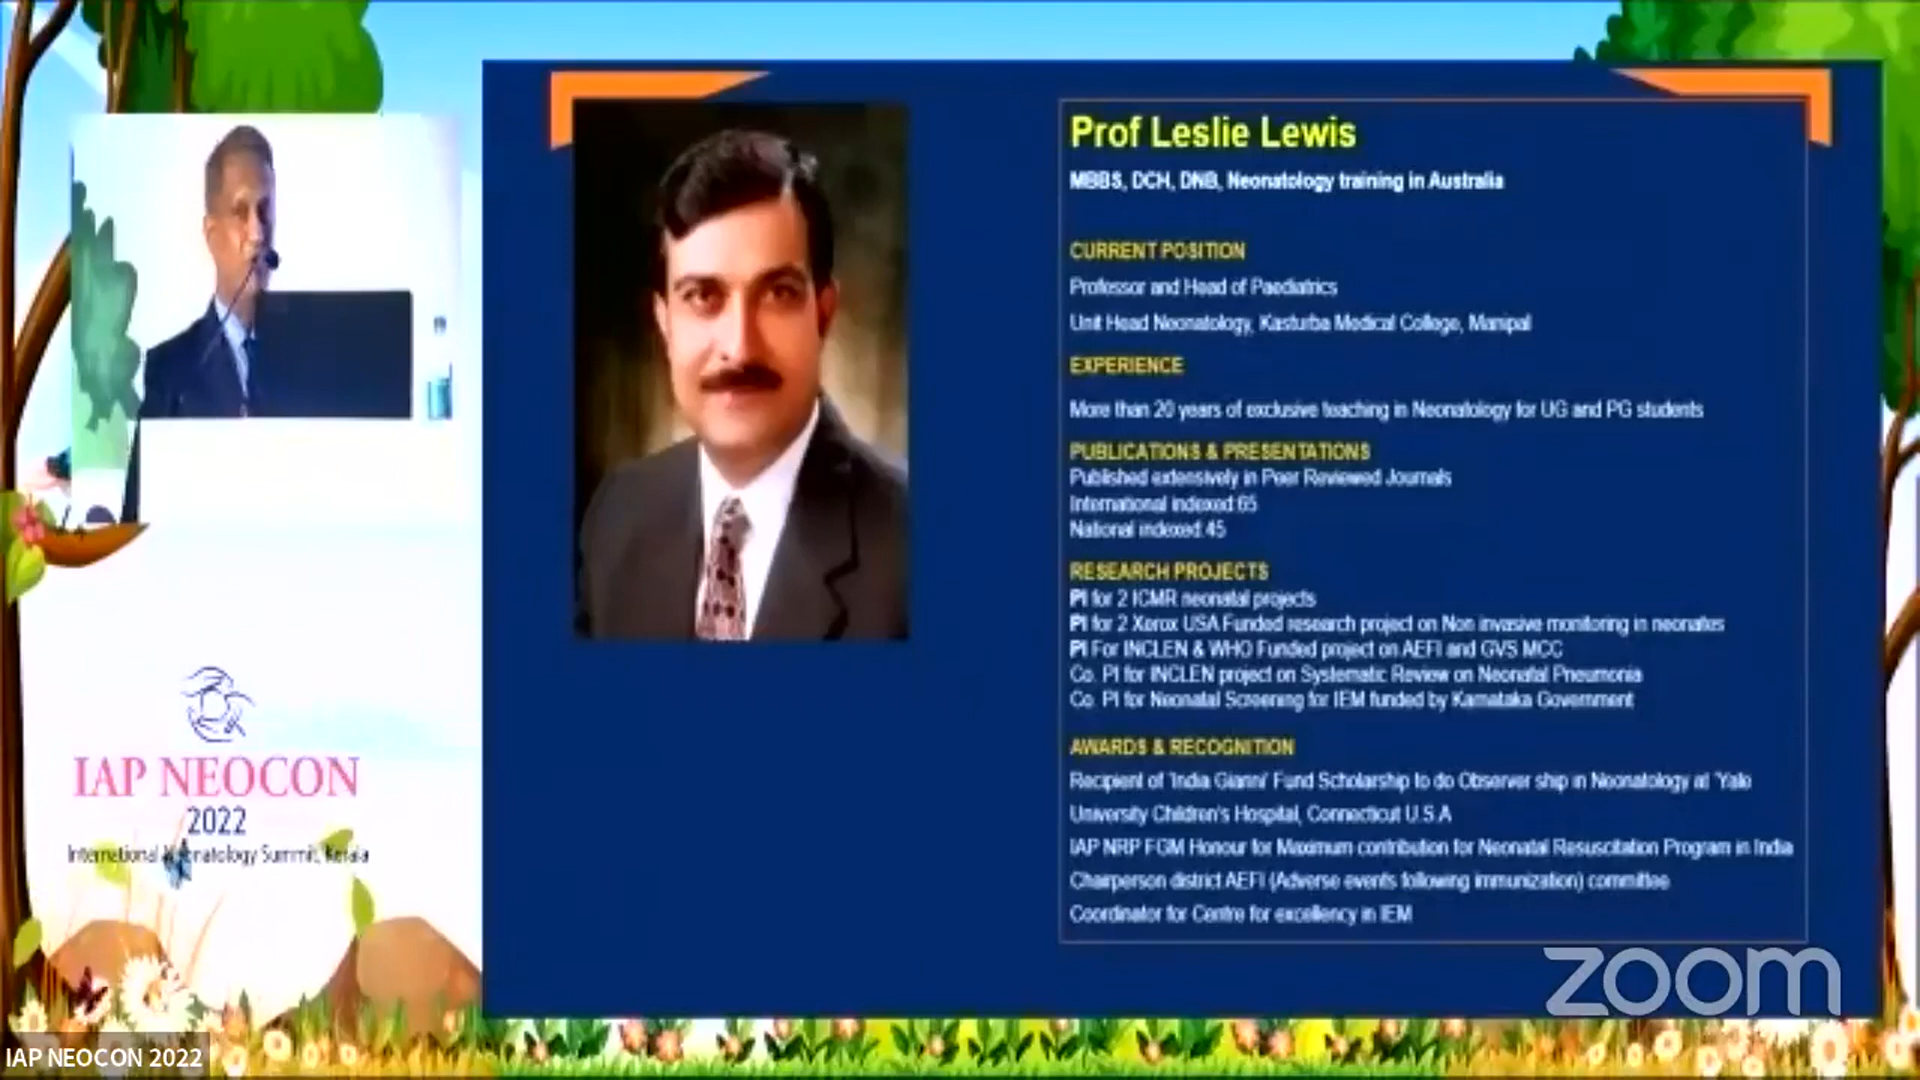 Prof Leslie Lewis
MBBS, DCH, DNB, Neonatology training in Australia
CURRENT POSITION
Professor and Head of Paediatrics
Unit Head Neonatology, Kasturba Medical College, Manipal
EXPERIENCE
More than 20 years of exclusive teaching in Neonatology for UG and PG students
PUBLICATIONS & PRESENTATIONS
Published extensively in Peer Reviewed Journals
International indexed 65
National indexed 45
RESEARCH PROJECTS
PI for 2 ICMR neonatal projects
PI for 2 Xerox USA Funded research project on Non invasive monitoring in neonates
PI For INCLEN & WHO Funded project on AEFI and GVS MCC
Co. PI for INCLEN project on Systematic Review on Neonatal Pneumonia
Co. PI for Neonatal Screening for IEM funded by Karnataka Government
AWARDS & RECOGNITION
Recipient of 'India Gianni' Fund Scholarship to do Observer ship in Neonatology at 'Yale
University Children's Hospital, Connecticut U.S.A
IAP NRP FGM Honour for Maximum contribution for Neonatal Resuscitation Program in India
Chairperson district AEFI (Adverse events following immunization) committee
Coordinator for Centre for excellency in IEM
IAP NEOCON
2022
International Neonatology Summit, Kerala
zoom
IAP NEOCON 2022